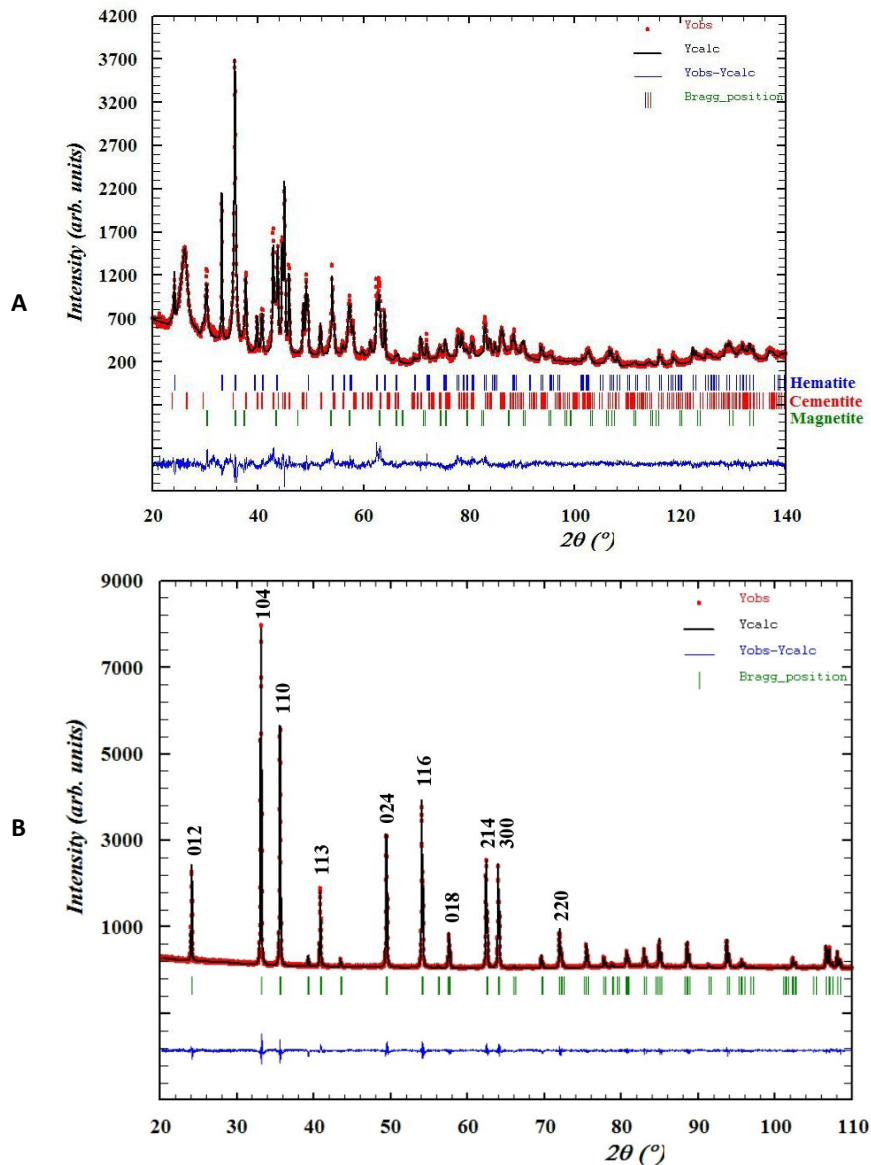 A
Intensity (arb. units)
4200
3700
3200
2700
2200
1700
1200
700
200
Yobs
Ycalc
Yobs-Ycalc
Bragg_position
Hematite
Cementite
Magnetite
20 40 60 80 100 120 140
2θ (°)
B
Intensity (arb. units)
9000
7000
5000
3000
1000
Yobs
Ycalc
Yobs-Ycalc
Bragg_position
012
104
110
113
024
116
018
214
300
220
20 30 40 50 60 70 80 90 100 110
2θ (°)